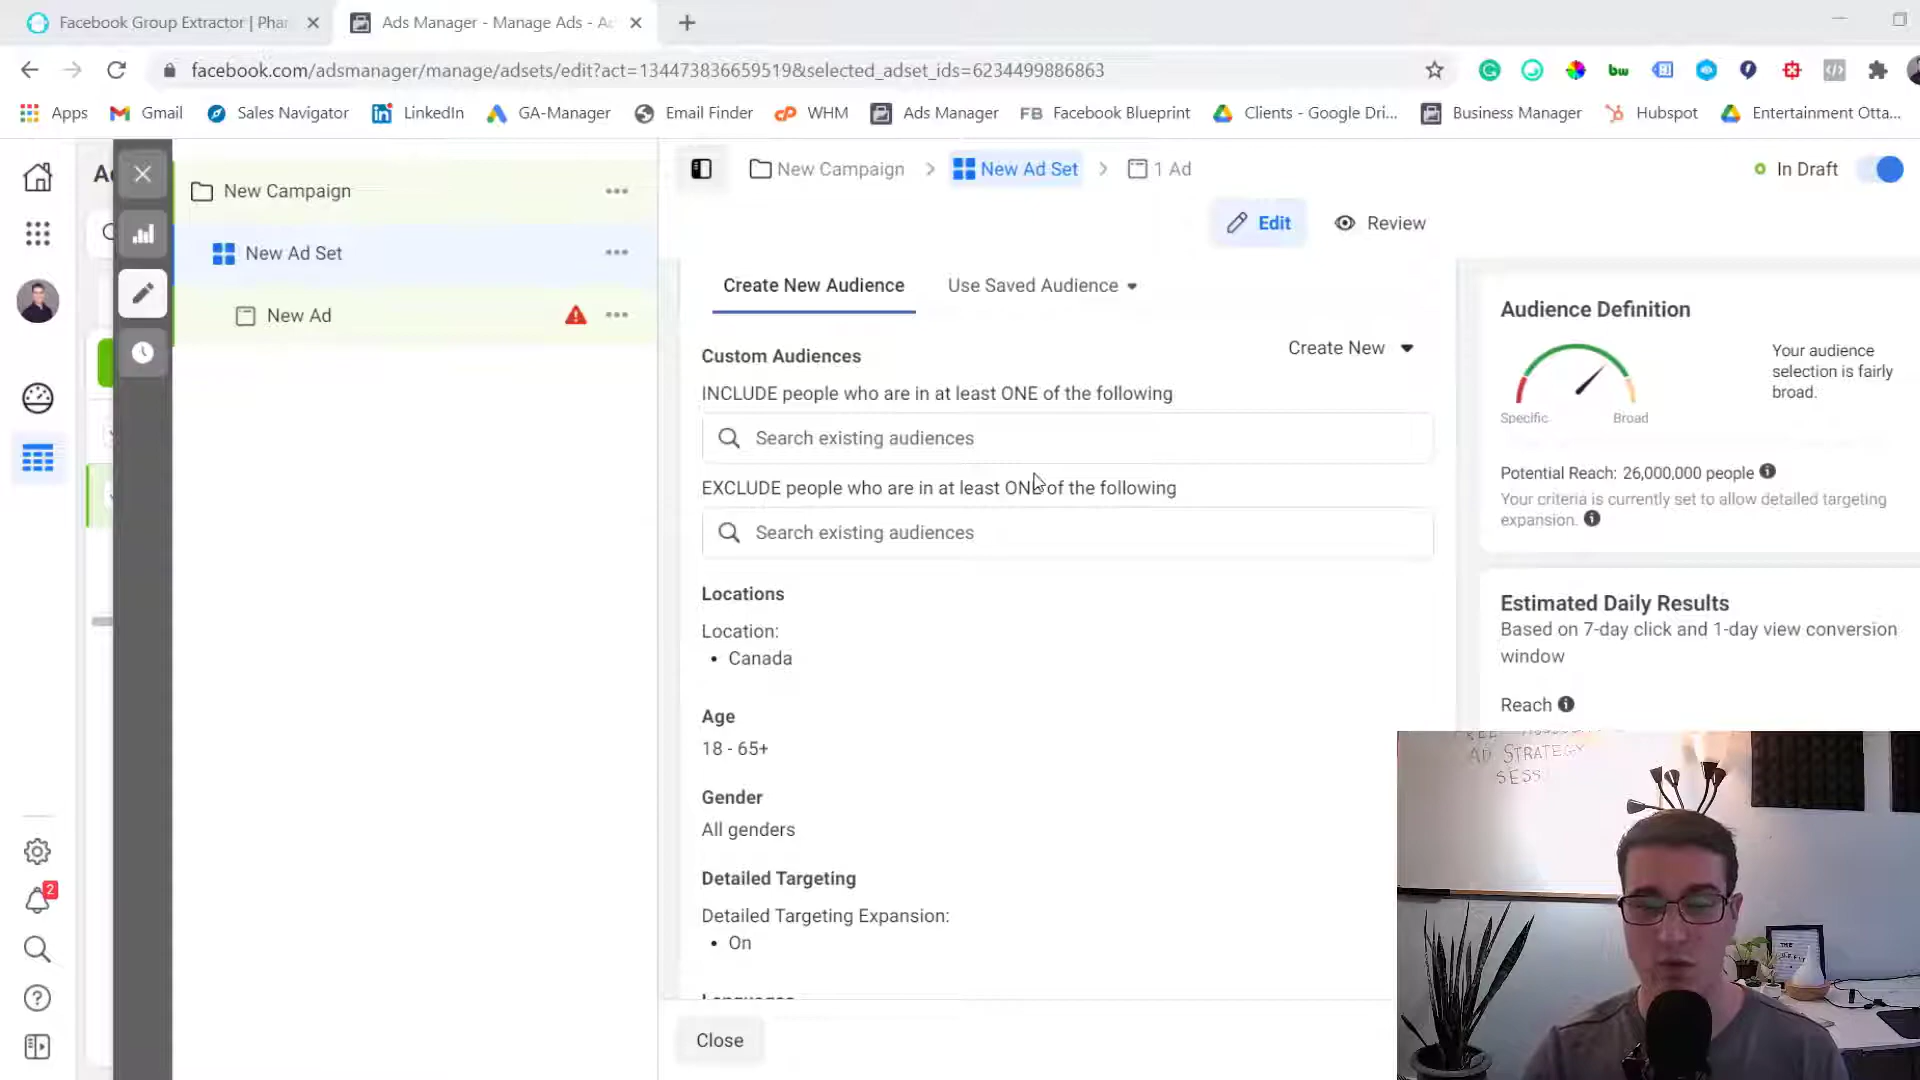 Facebook Group Extractor | Phar
Ads Manager - Manage Ads - Ac
facebook.com/adsmanager/manage/adsets/edit?act=134473836659519&selected_adset_ids=6234499886863
bw
Apps
Gmail
Sales Navigator
LinkedIn
GA-Manager
Email Finder
WHM
Ads Manager
FB Facebook Blueprint
Clients - Google Dri...
Business Manager
Hubspot
Entertainment Otta...
New Campaign
New Ad Set
1 Ad
In Draft
Edit
Review
New Campaign
New Ad Set
New Ad
Create New Audience
Use Saved Audience
Custom Audiences
Create New
INCLUDE people who are in at least ONE of the following
Search existing audiences
EXCLUDE people who are in at least ONE of the following
Search existing audiences
Locations
Location:
• Canada
Age
18 - 65+
Gender
All genders
Detailed Targeting
Detailed Targeting Expansion:
• On
Languages
Close
Audience Definition
Your audience
selection is fairly
broad.
Specific
Broad
Potential Reach: 26,000,000 people
Your criteria is currently set to allow detailed targeting
expansion.
Estimated Daily Results
Based on 7-day click and 1-day view conversion
window
Reach
AD STRATEGY
SESS
2